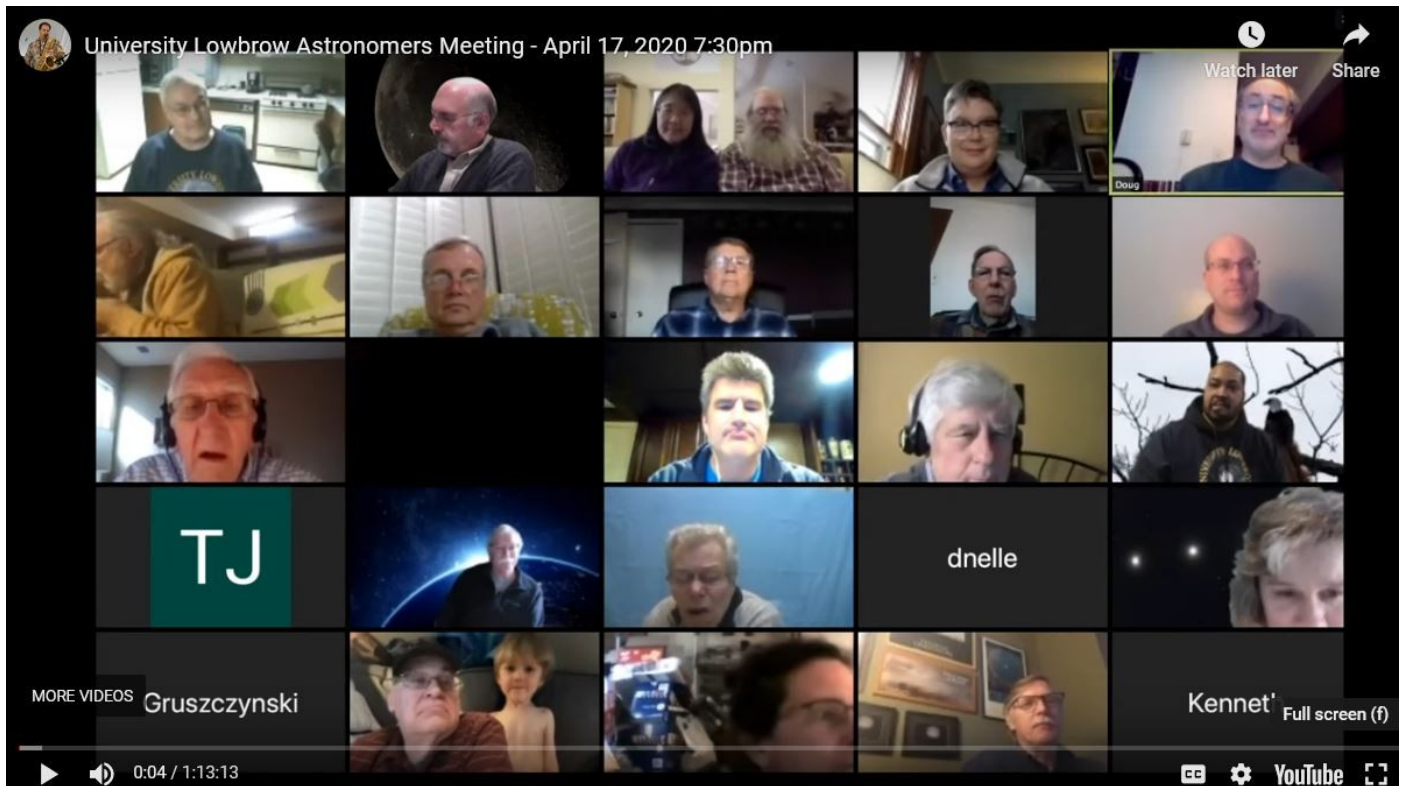 University Lowbrow Astronomers Meeting - April 17, 2020 7:30pm
Watch later
Share
Doug
TJ
dnelle
MORE VIDEOS
Gruszczynski
Full screen (f)
0:04 / 1:13:13
CC
YouTube